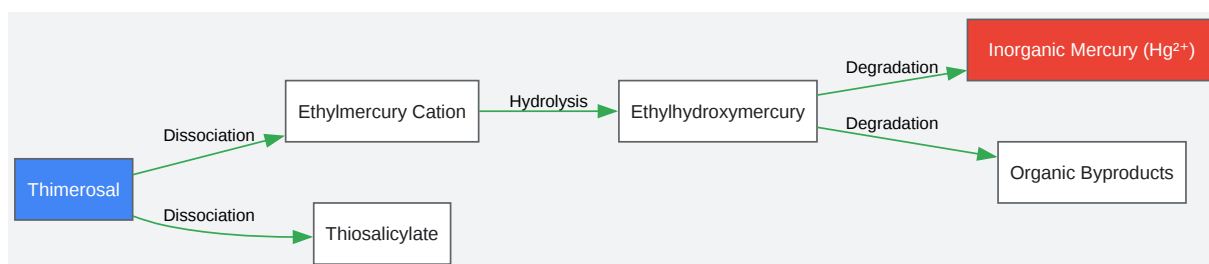 Thimerosal
Dissociation
Dissociation
Ethylmercury Cation
Thiosalicylate
Hydrolysis
Ethylhydroxymercury
Degradation
Degradation
Inorganic Mercury (Hg²⁺)
Organic Byproducts